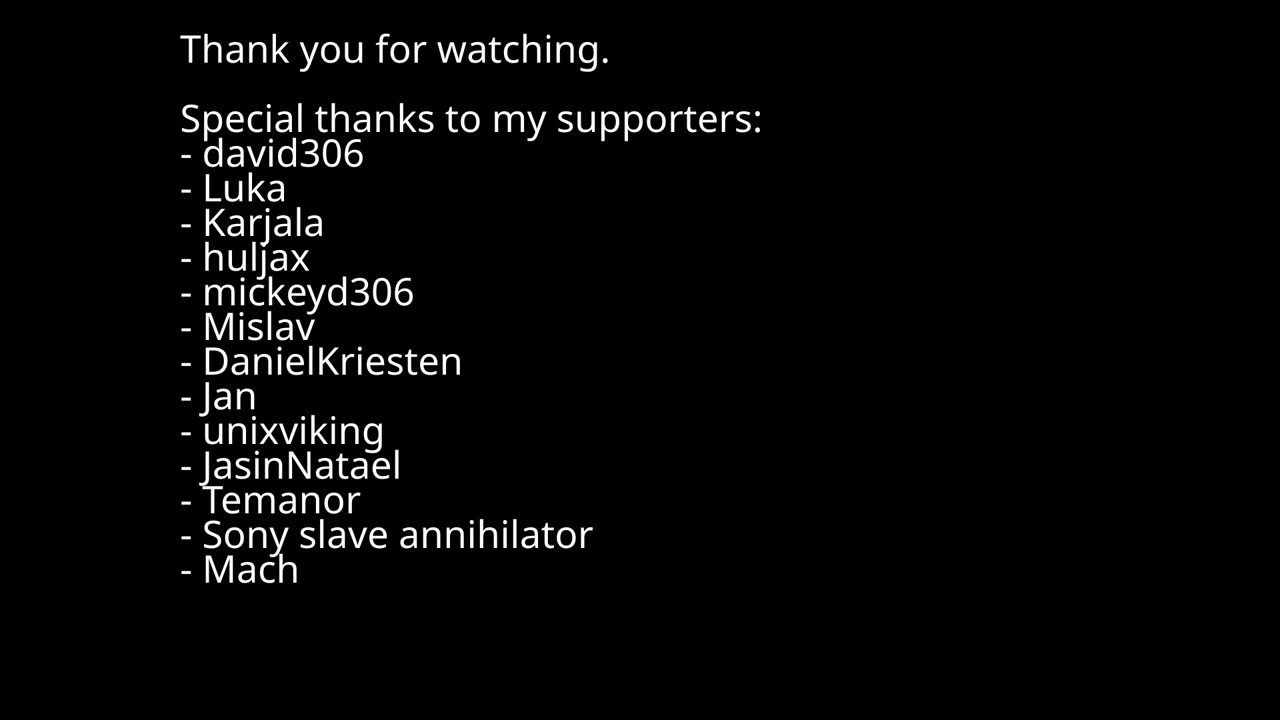 Thank you for watching.
Special thanks to my supporters:
- david306
- Luka
- Karjala
- huljax
- mickeyd306
- Mislav
- DanielKriesten
- Jan
- unixviking
- JasinNatael
- Temanor
- Sony slave annihilator
- Mach